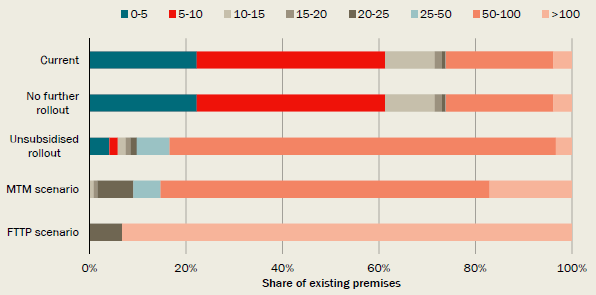 0-5 5-10 10-15 15-20 20-25 25-50 50-100 >100
Current
No further
rollout
Unsubsidised
rollout
MTM scenario
FTTP scenario
0% 20% 40% 60% 80% 100%
Share of existing premises